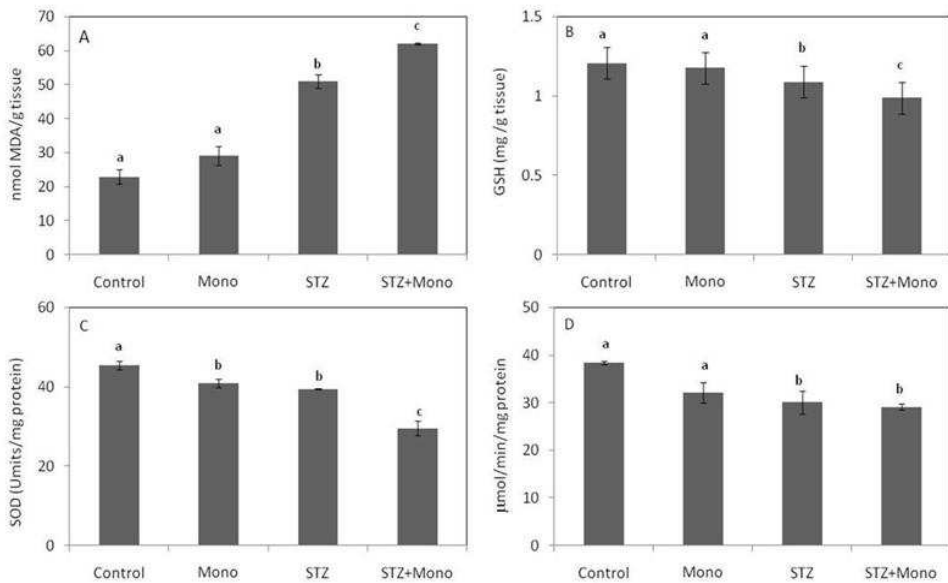 A
nmol MDA/g tissue
70
60
50
40
30
20
10
0
a
a
b
c
Control Mono STZ STZ+Mono
B
GSH (mg /g tissue)
1.5
1
0.5
0
a
a
b
c
Control Mono STZ STZ+Mono
C
SOD (Umits/mg protein)
60
40
20
0
a
b
b
c
Control Mono STZ STZ+Mono
D
µmol/min/mg protein
50
40
30
20
10
0
a
a
b
b
Control Mono STZ STZ+Mono